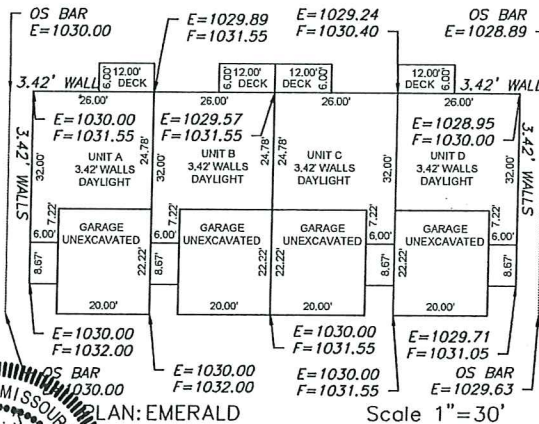 OS BAR
E=1030.00
E=1029.89
F=1031.55
E=1029.24
F=1030.40
OS BAR
E=1028.89
6.00'
12.00'
DECK
6.00'
12.00'
DECK
12.00'
DECK
6.00'
12.00'
DECK
6.00'
3.42' WALL
3.42' WALL
26.00'
26.00'
26.00'
26.00'
E=1030.00
F=1031.55
E=1029.57
F=1031.55
E=1028.95
F=1030.00
3.42' WALLS
3.42' WALLS
32.00'
24.78'
32.00'
24.78'
24.78'
32.00'
24.78'
32.00'
UNIT A
3.42' WALLS
DAYLIGHT
UNIT B
3.42' WALLS
DAYLIGHT
UNIT C
3.42' WALLS
DAYLIGHT
UNIT D
3.42' WALLS
DAYLIGHT
7.22'
7.22'
7.22'
7.22'
GARAGE
UNEXCAVATED
GARAGE
UNEXCAVATED
GARAGE
UNEXCAVATED
GARAGE
UNEXCAVATED
6.00'
6.00'
6.00'
6.00'
8.67'
22.22'
8.67'
22.22'
22.22'
8.67'
22.22'
8.67'
20.00'
20.00'
20.00'
20.00'
E=1030.00
F=1032.00
E=1030.00
F=1032.00
E=1030.00
F=1031.55
E=1030.00
F=1031.55
E=1029.71
F=1031.05
OS BAR
1030.00
OS BAR
E=1029.63
MISSOUR
PLAN: EMERALD
Scale 1"=30'